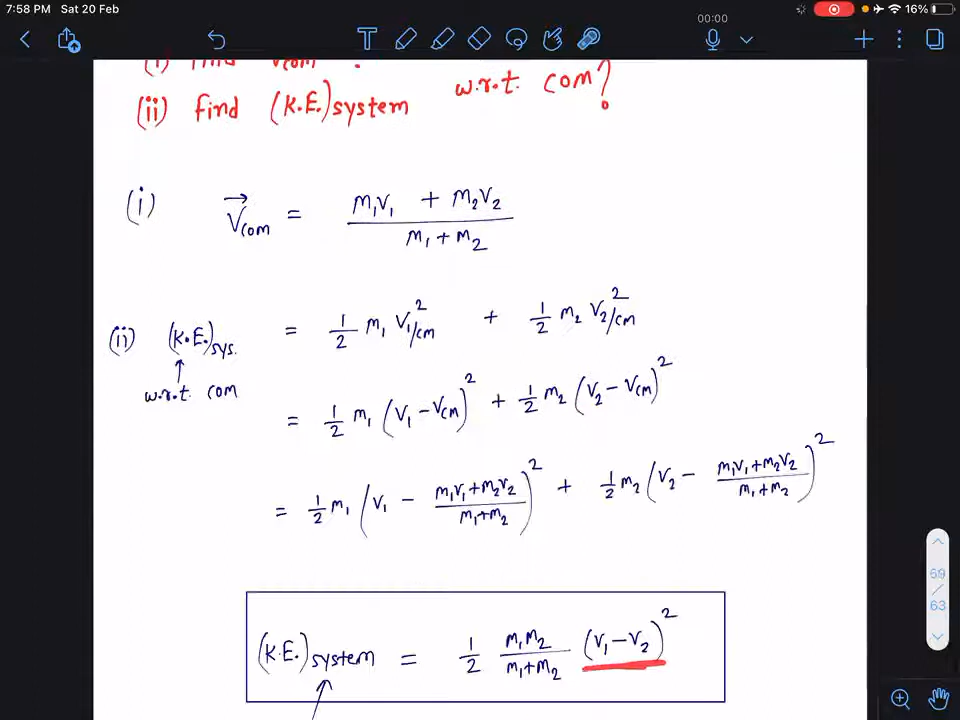 7:58 PM Sat 20 Feb
00:00
16%
(i) find Vcom ?
(ii) find (K.E.)system w.r.t. com?
(i) V⃗com = m₁v₁ + m₂v₂ / m₁ + m₂
(ii) (K.E.)sys. = 1/2 m₁ V₁/cm² + 1/2 m₂ V₂/cm²
w.r.t. com
= 1/2 m₁ (V₁ − Vcm)² + 1/2 m₂ (V₂ − Vcm)²
= 1/2 m₁ (V₁ − m₁v₁+m₂v₂ / m₁+m₂)² + 1/2 m₂ (V₂ − m₁v₁+m₂v₂ / m₁+m₂)²
(K.E.)system = 1/2 m₁m₂ / m₁+m₂ (V₁ − V₂)²
69
/
63